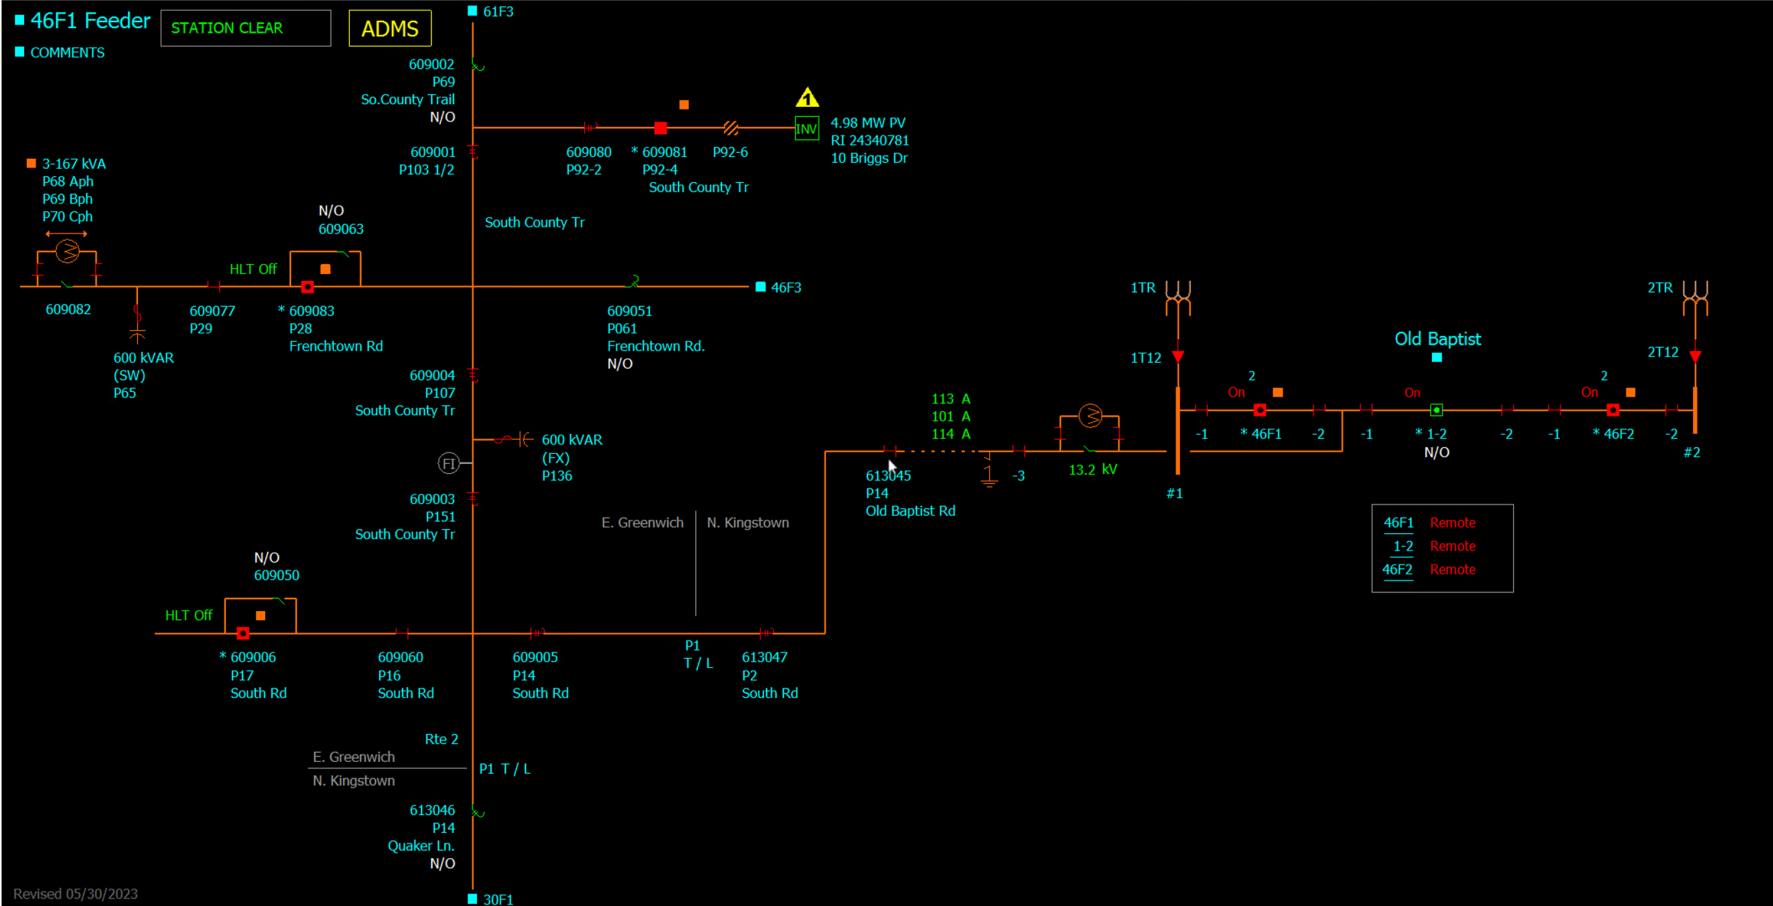 46F1 Feeder
STATION CLEAR
ADMS
COMMENTS
61F3
609002
P69
So.County Trail
N/O
609001
P103 1/2
609080
P92-2
* 609081
P92-4
South County Tr
P92-6
1
INV
4.98 MW PV
RI 24340781
10 Briggs Dr
3-167 kVA
P68 Aph
P69 Bph
P70 Cph
N/O
609063
HLT Off
South County Tr
46F3
609082
609077
P29
* 609083
P28
Frenchtown Rd
600 kVAR
(SW)
P65
609051
P061
Frenchtown Rd.
N/O
609004
P107
South County Tr
600 kVAR
(FX)
P136
FI
609003
P151
South County Tr
E. Greenwich
N. Kingstown
113 A
101 A
114 A
613045
P14
Old Baptist Rd
-3
13.2 kV
1TR
1T12
#1
2TR
2T12
#2
Old Baptist
2
On
-1
* 46F1
-2
On
-1
* 1-2
N/O
-2
2
On
-1
* 46F2
-2
46F1 Remote
1-2 Remote
46F2 Remote
N/O
609050
HLT Off
* 609006
P17
South Rd
609060
P16
South Rd
609005
P14
South Rd
P1
T / L
613047
P2
South Rd
Rte 2
E. Greenwich
N. Kingstown
P1 T / L
613046
P14
Quaker Ln.
N/O
30F1
Revised 05/30/2023